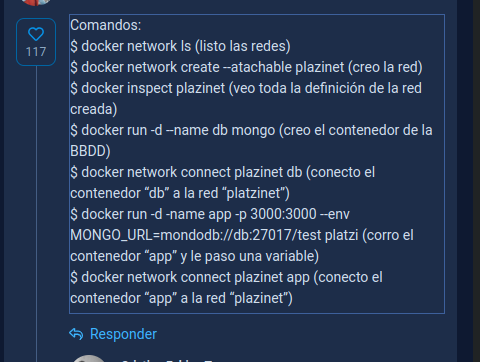 Comandos:
$ docker network ls (listo las redes)
$ docker network create --atachable plazinet (creo la red)
$ docker inspect plazinet (veo toda la definición de la red
creada)
$ docker run -d --name db mongo (creo el contenedor de la
BBDD)
$ docker network connect plazinet db (conecto el
contenedor “db” a la red “platzinet”)
$ docker run -d -name app -p 3000:3000 --env
MONGO_URL=mondodb://db:27017/test platzi (corro el
contenedor “app” y le paso una variable)
$ docker network connect plazinet app (conecto el
contenedor “app” a la red “plazinet”)
117
Responder